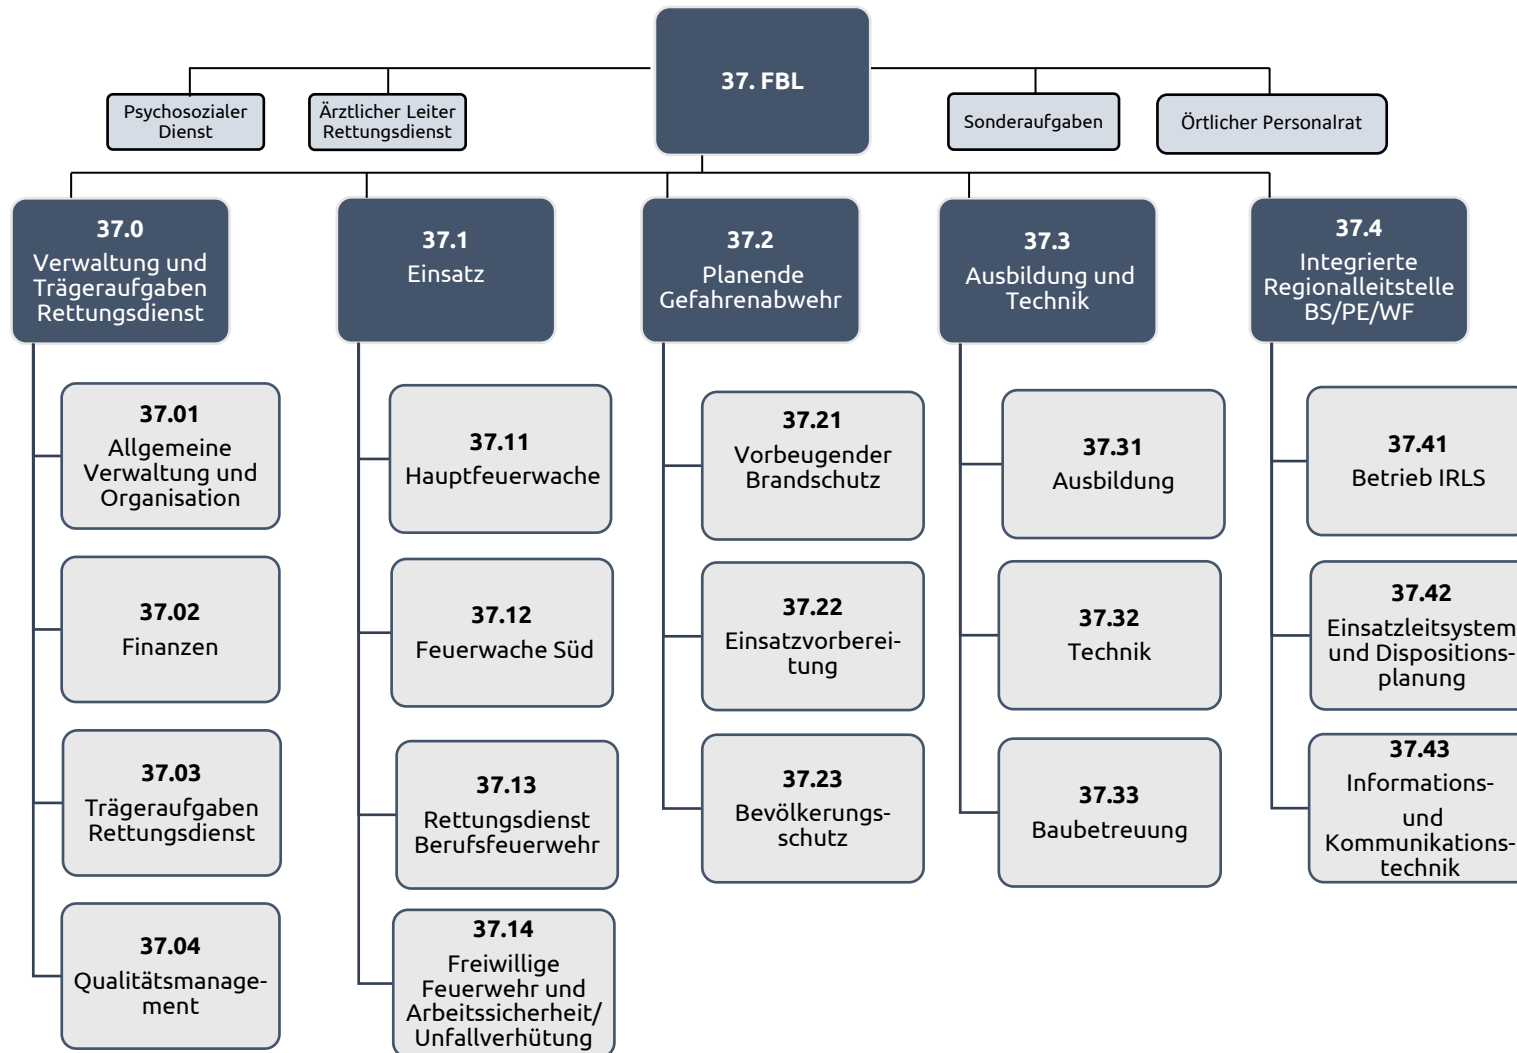 37. FBL
Psychosozialer
Dienst
Ärztlicher Leiter
Rettungsdienst
Sonderaufgaben
Örtlicher Personalrat
37.0
Verwaltung und
Trägeraufgaben
Rettungsdienst
37.1
Einsatz
37.2
Planende
Gefahrenabwehr
37.3
Ausbildung und
Technik
37.4
Integrierte
Regionalleitstelle
BS/PE/WF
37.01
Allgemeine
Verwaltung und
Organisation
37.02
Finanzen
37.03
Trägeraufgaben
Rettungsdienst
37.04
Qualitätsmanage-
ment
37.11
Hauptfeuerwache
37.12
Feuerwache Süd
37.13
Rettungsdienst
Berufsfeuerwehr
37.14
Freiwillige
Feuerwehr und
Arbeitssicherheit/
Unfallverhütung
37.21
Vorbeugender
Brandschutz
37.22
Einsatzvorberei-
tung
37.23
Bevölkerungs-
schutz
37.31
Ausbildung
37.32
Technik
37.33
Baubetreuung
37.41
Betrieb IRLS
37.42
Einsatzleitsystem
und Dispositions-
planung
37.43
Informations-
und
Kommunikations-
technik